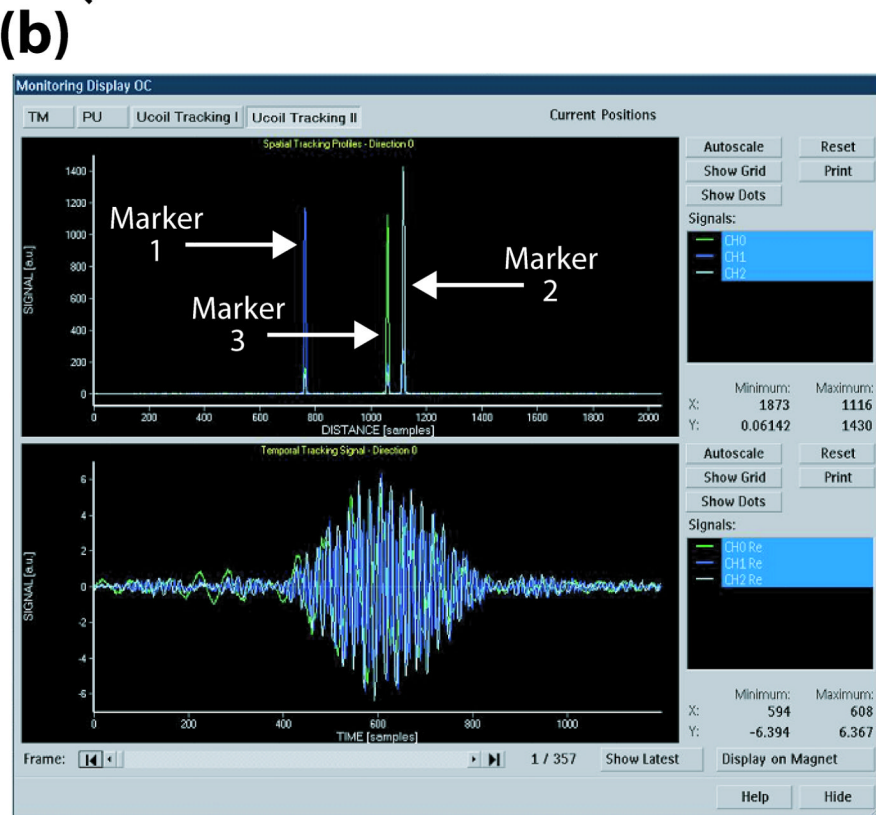 (b)
Monitoring Display OC
TM PU Ucoil Tracking I Ucoil Tracking II Current Positions
Spatial Tracking Profiles - Direction 0
1400
1200
1000
800
600
400
200
0
SIGNAL [a.u.]
0 200 400 600 800 1000 1200 1400 1600 1800 2000
DISTANCE [samples]
Marker
1
Marker
2
Marker
3
Autoscale Reset
Show Grid Print
Show Dots
Signals:
CH0
CH1
CH2
Minimum: Maximum:
X: 1873 1116
Y: 0.06142 1430
Temporal Tracking Signal - Direction 0
6
4
2
0
-2
-4
-6
SIGNAL [a.u.]
0 200 400 600 800 1000
TIME [samples]
Autoscale Reset
Show Grid Print
Show Dots
Signals:
CH0 Re
CH1 Re
CH2 Re
Minimum: Maximum:
X: 594 608
Y: -6.394 6.367
Frame: 1 / 357 Show Latest Display on Magnet
Help Hide